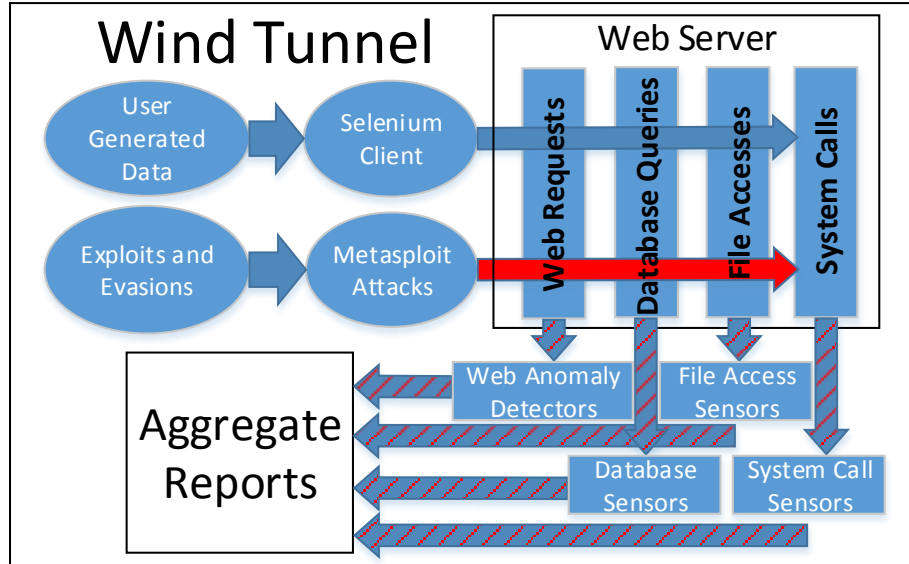 Wind Tunnel
Web Server
User
Generated
Data
Selenium
Client
Exploits and
Evasions
Metasploit
Attacks
Web Requests
Database Queries
File Accesses
System Calls
Web Anomaly
Detectors
File Access
Sensors
Database
Sensors
System Call
Sensors
Aggregate
Reports